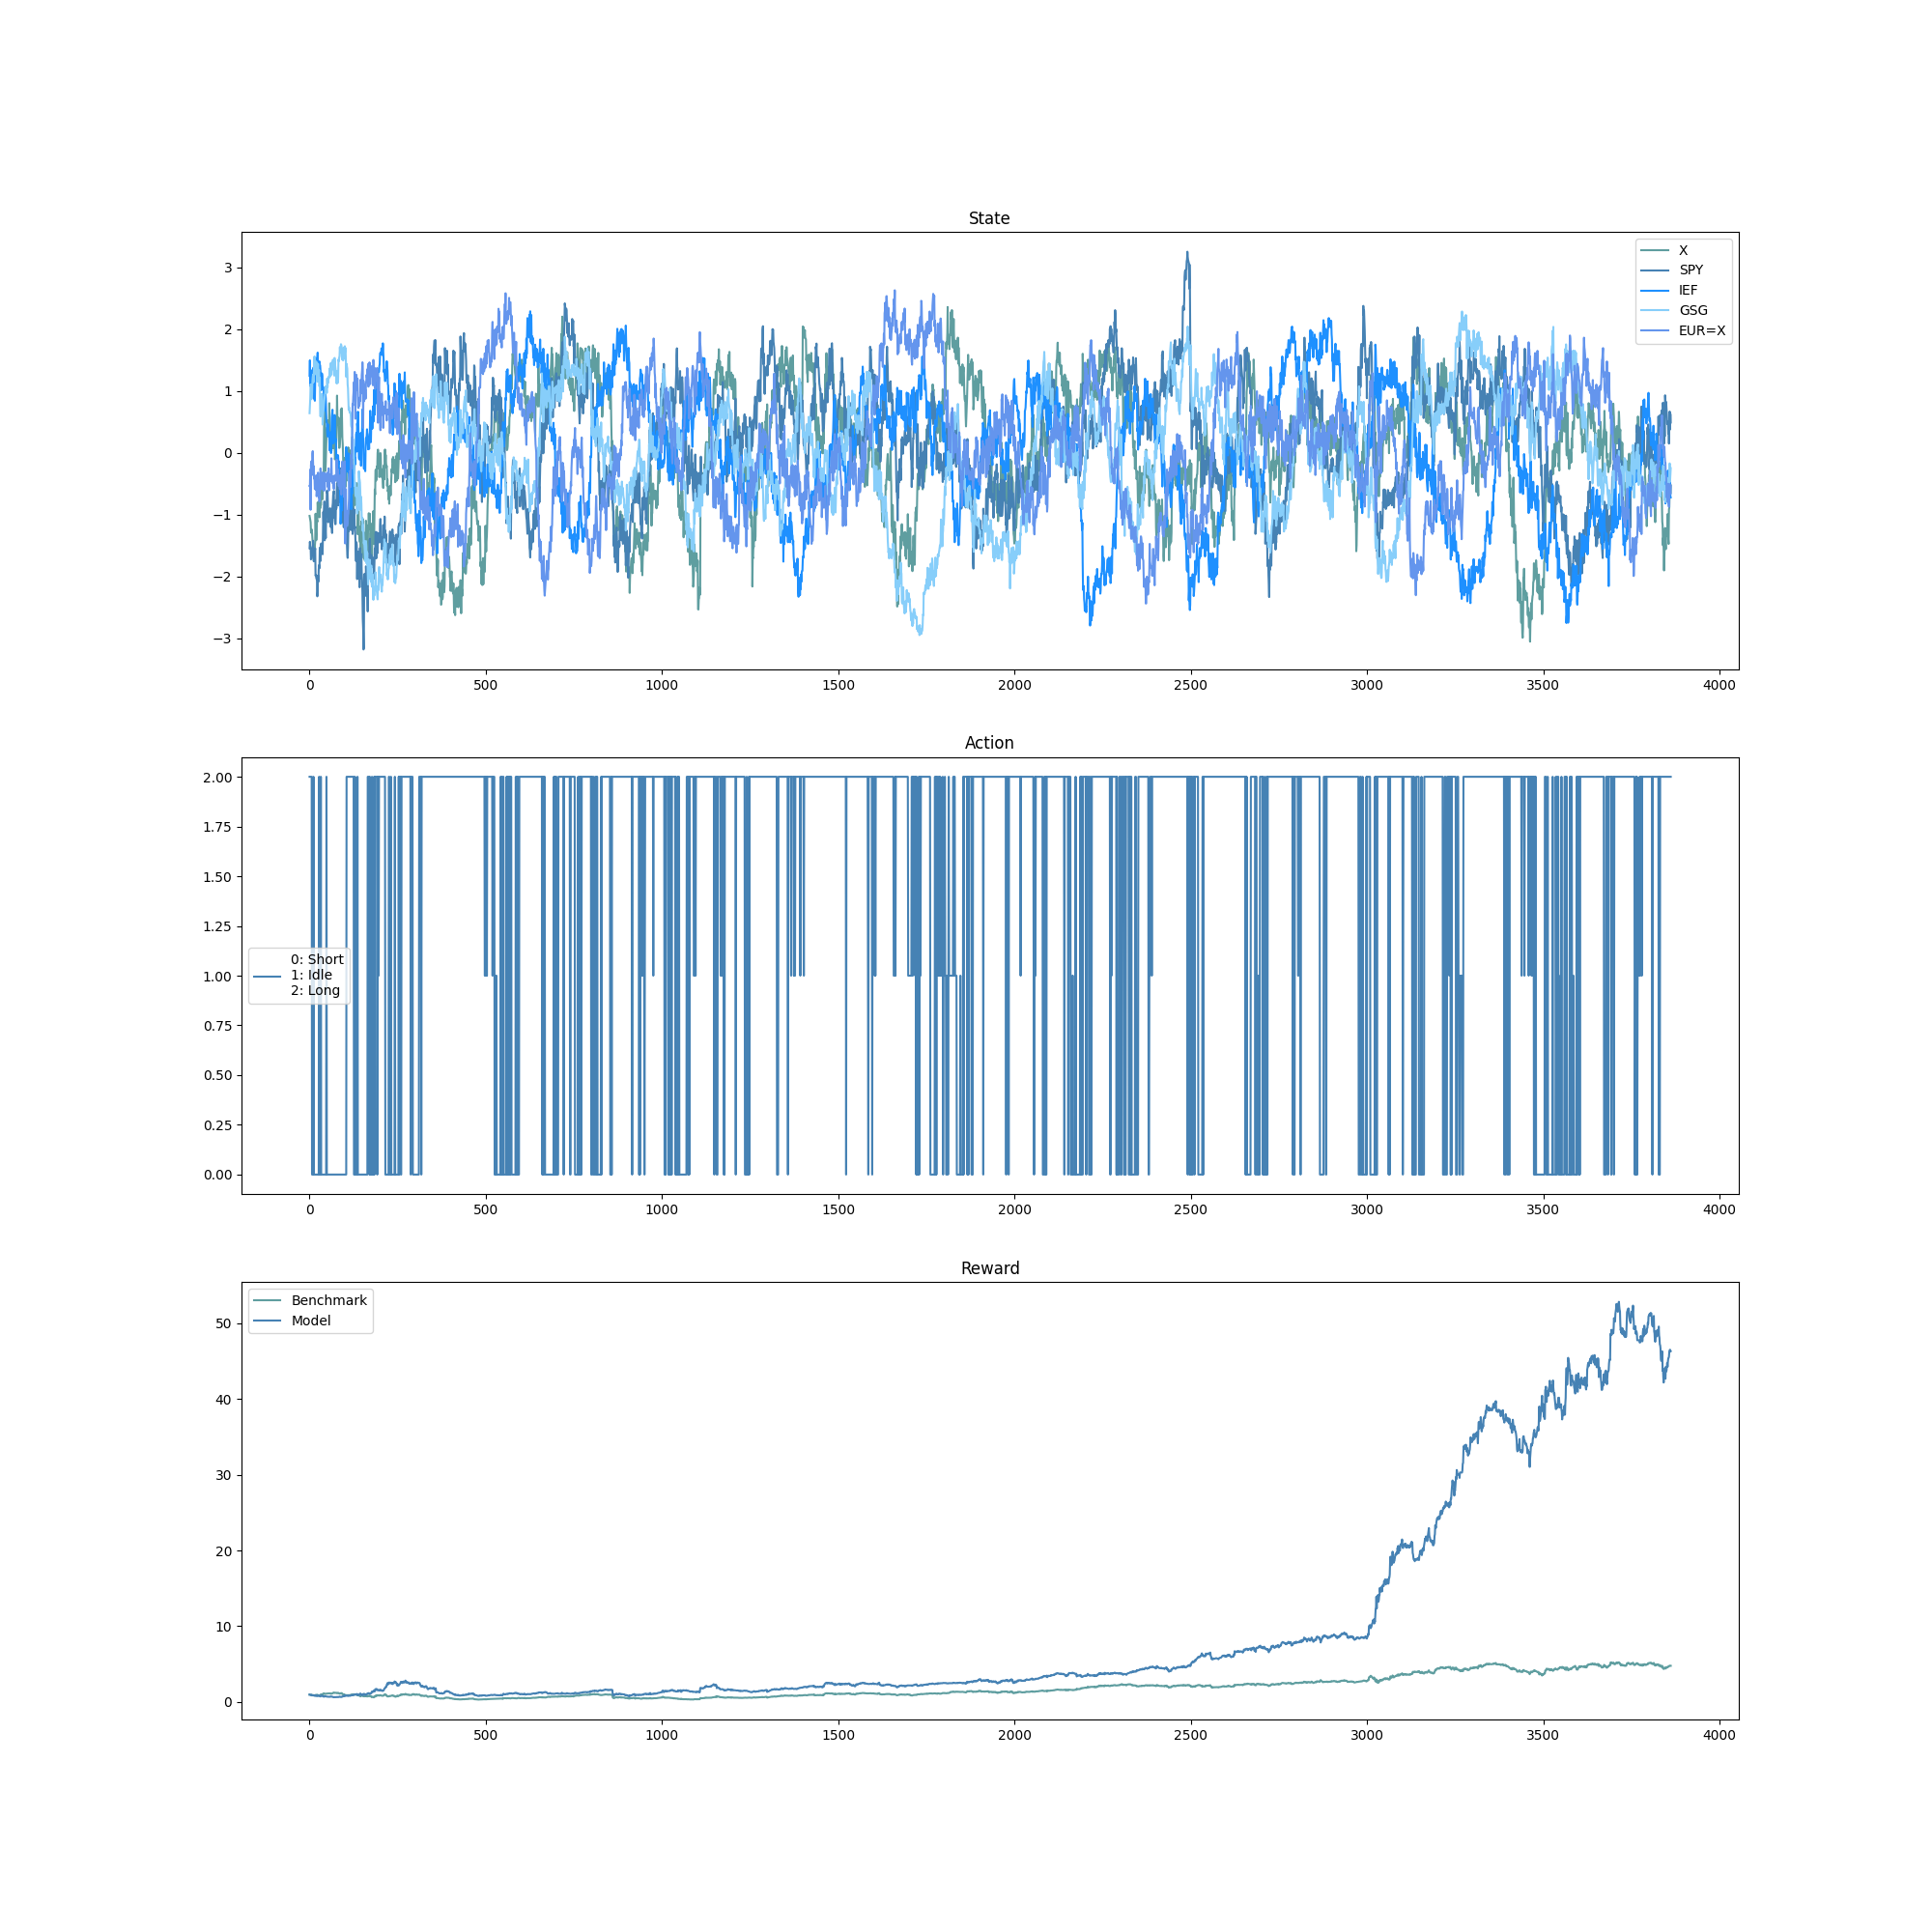 State
3
2
1
0
−1
−2
−3
X
SPY
IEF
GSG
EUR=X
0 500 1000 1500 2000 2500 3000 3500 4000
Action
2.00
1.75
1.50
1.25
1.00
0.75
0.50
0.25
0.00
0: Short
1: Idle
2: Long
0 500 1000 1500 2000 2500 3000 3500 4000
Reward
Benchmark
Model
50
40
30
20
10
0
0 500 1000 1500 2000 2500 3000 3500 4000